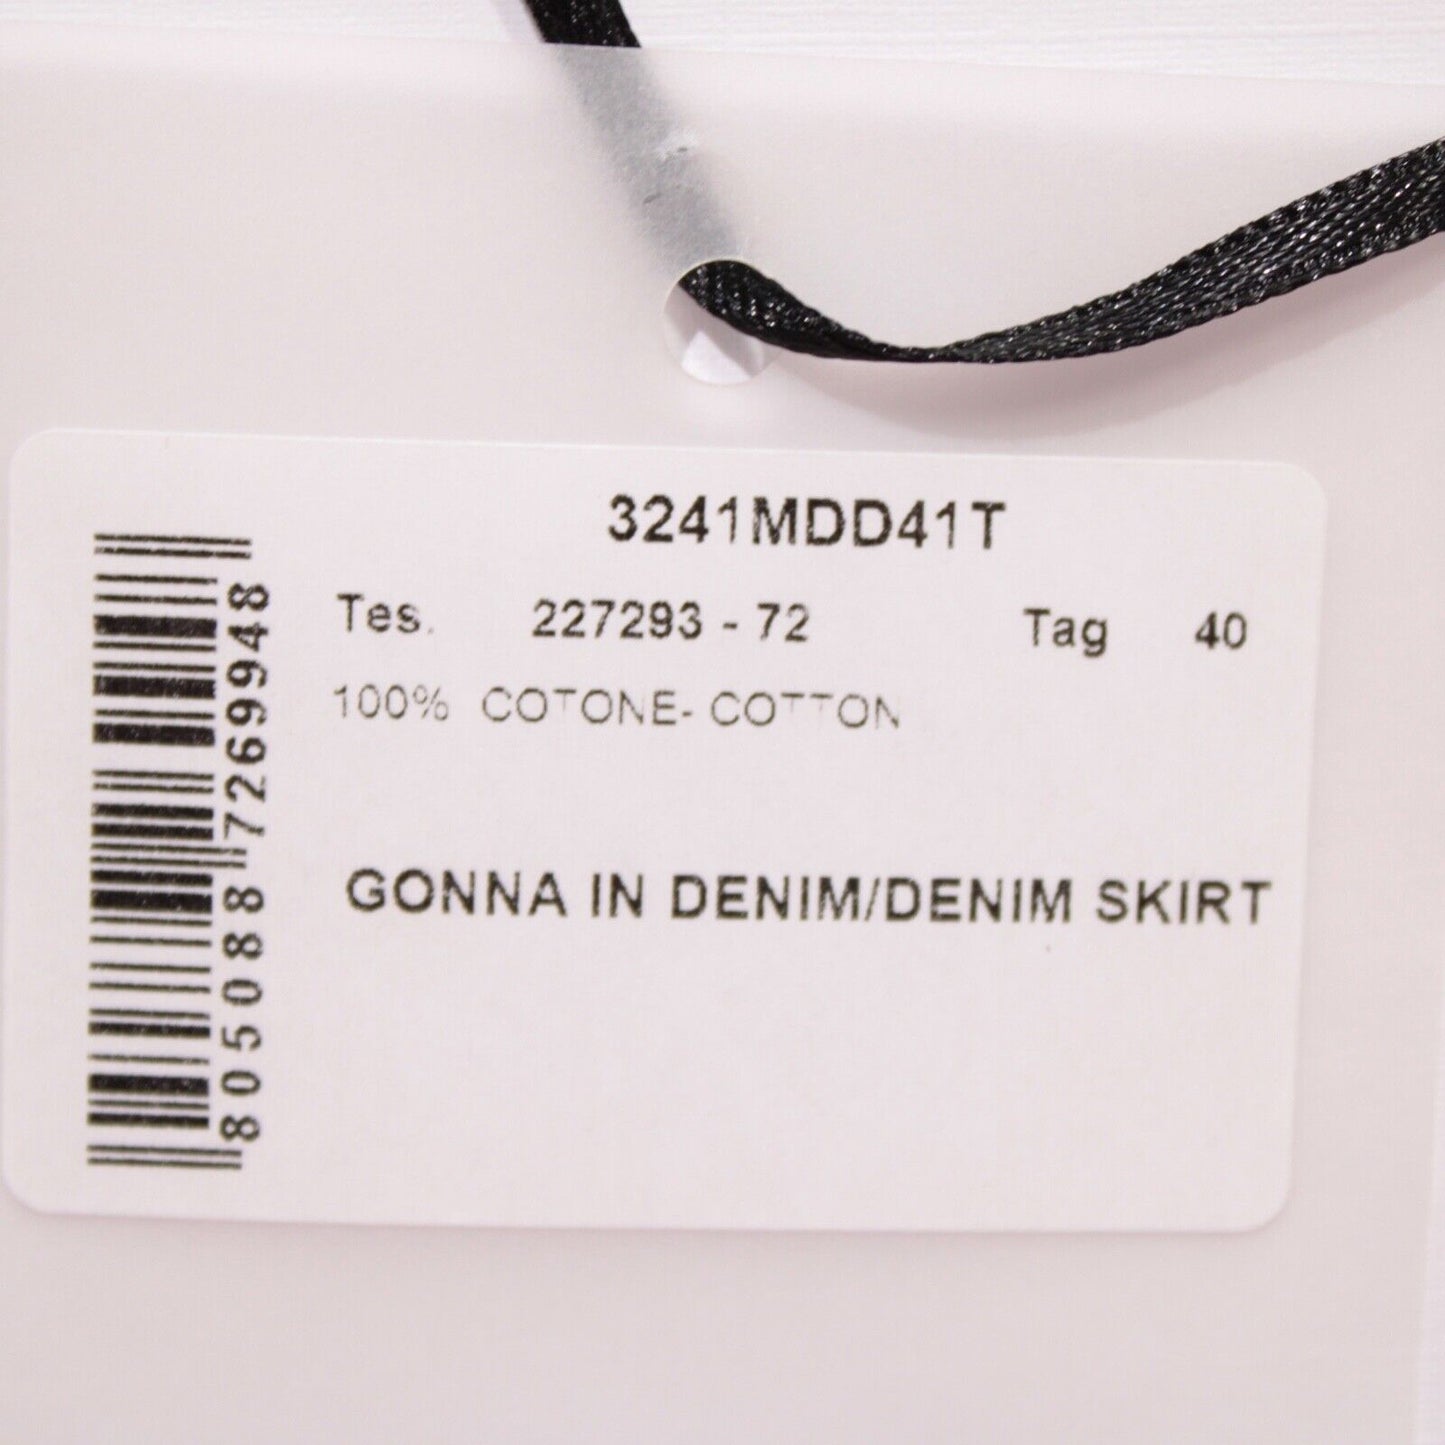 3241MDD41T
Tes. 227293 - 72 Tag 40
100% COTONE- COTTON
GONNA IN DENIM/DENIM SKIRT
8050887269948